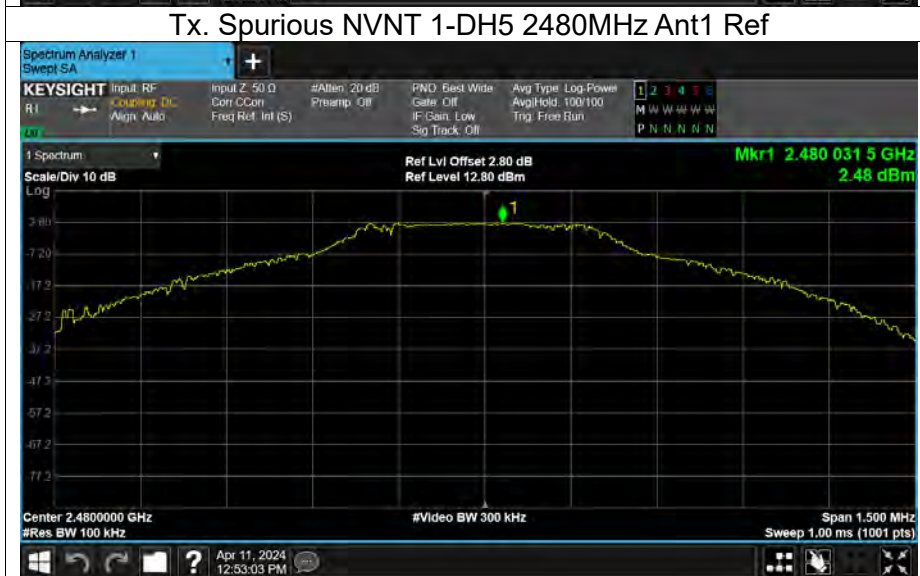 Tx. Spurious NVNT 1-DH5 2480MHz Ant1 Ref
Spectrum Analyzer 1
Swept SA
+
KEYSIGHT Input: RF Input Z: 50 Ω #Atten: 20 dB PNO: Best Wide Avg Type: Log-Power 1 2 3 4 5 6
Coupling: DC Corr CCorr Preamp: Off Gate: Off Avg|Hold: 100/100 M W W W W W
Align: Auto Freq Ref: Int (S) IF Gain: Low Trig: Free Run
Sig Track: Off P N N N N N
1 Spectrum Ref Lvl Offset 2.80 dB Mkr1 2.480 031 5 GHz
Scale/Div 10 dB Ref Level 12.80 dBm 2.48 dBm
Log
1
2.80
-7.20
-17.2
-27.2
-37.2
-47.2
-57.2
-67.2
-77.2
Center 2.4800000 GHz #Video BW 300 kHz Span 1.500 MHz
#Res BW 100 kHz Sweep 1.00 ms (1001 pts)
? Apr 11, 2024
12:53:03 PM